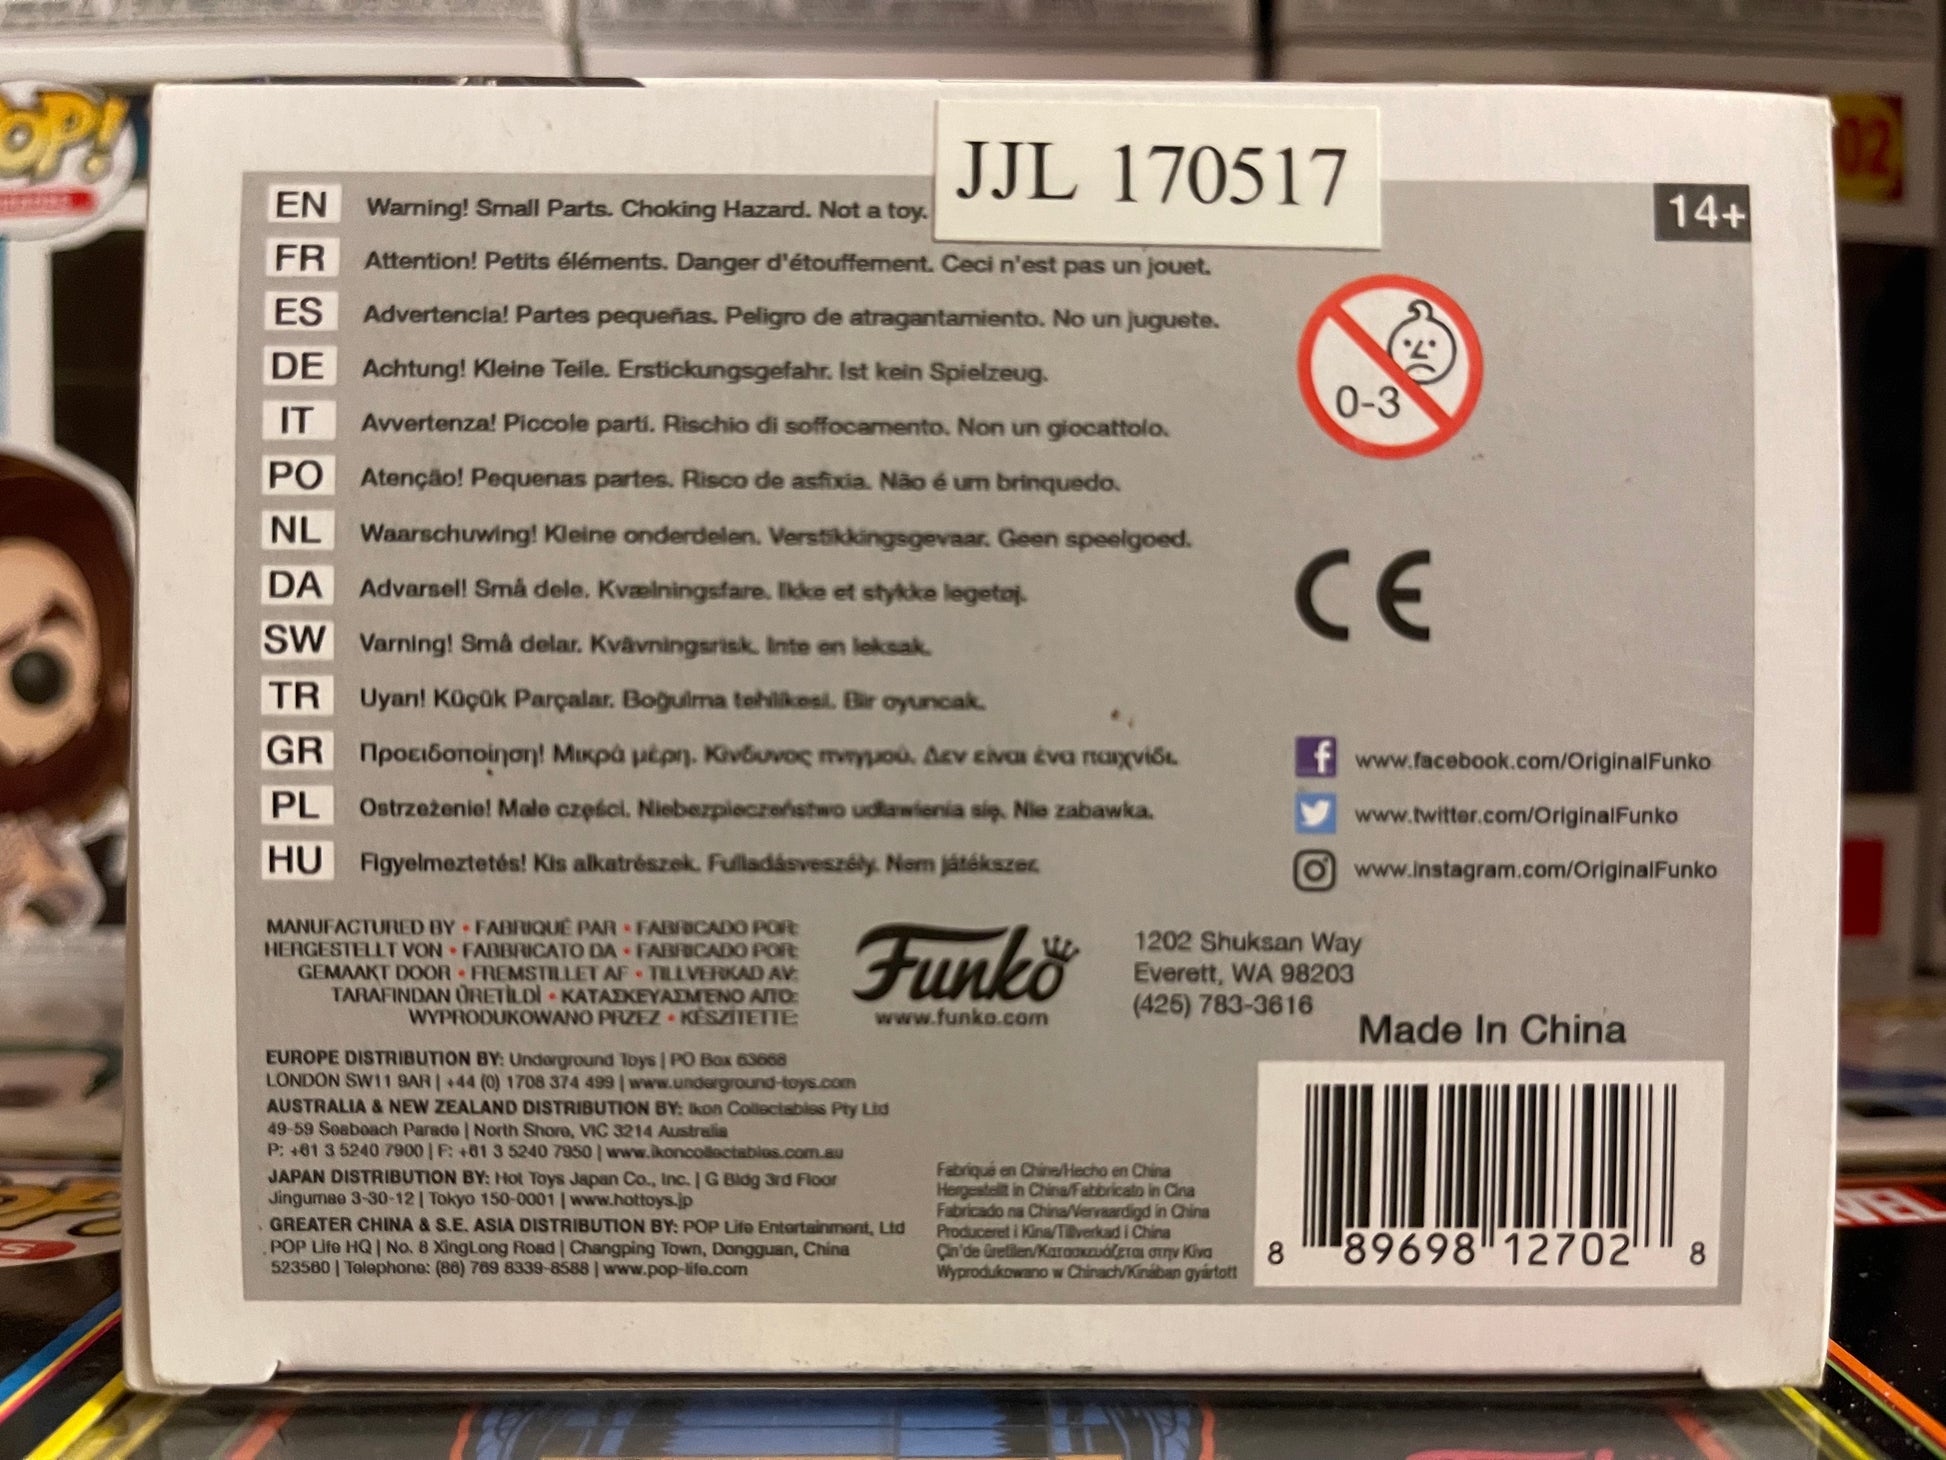 JJL 170517
14+
EN Warning! Small Parts. Choking Hazard. Not a toy.
FR Attention! Petits éléments. Danger d'étouffement. Ceci n'est pas un jouet.
ES Advertencia! Partes pequeñas. Peligro de atragantamiento. No un juguete.
DE Achtung! Kleine Teile. Erstickungsgefahr. Ist kein Spielzeug.
IT Avvertenza! Piccole parti. Rischio di soffocamento. Non un giocattolo.
PO Atenção! Pequenas partes. Risco de asfixia. Não é um brinquedo.
NL Waarschuwing! Kleine onderdelen. Verstikkingsgevaar. Geen speelgoed.
DA Advarsel! Små dele. Kvælningsfare. Ikke et stykke legetøj.
SW Varning! Små delar. Kvävningsrisk. Inte en leksak.
TR Uyarı! Küçük Parçalar. Boğulma tehlikesi. Bir oyuncak.
GR Προειδοποίηση! Μικρά μέρη. Κίνδυνος πνιγμού. Δεν είναι ένα παιχνίδι.
PL Ostrzeżenie! Małe części. Niebezpieczeństwo udławienia się. Nie zabawka.
HU Figyelmeztetés! Kis alkatrészek. Fulladásveszély. Nem játékszer.
0-3
CE
www.facebook.com/OriginalFunko
www.twitter.com/OriginalFunko
www.instagram.com/OriginalFunko
MANUFACTURED BY • FABRIQUÉ PAR • FABRICADO POR:
HERGESTELLT VON • FABBRICATO DA • FABRICADO POR:
GEMAAKT DOOR • FREMSTILLET AF • TILLVERKAD AV:
TARAFINDAN ÜRETİLDİ • ΚΑΤΑΣΚΕΥΑΣΜΈΝΟ ΑΠΌ:
WYPRODUKOWANO PRZEZ • KÉSZÍTETTE:
Funko
www.funko.com
1202 Shuksan Way
Everett, WA 98203
(425) 783-3616
Made In China
EUROPE DISTRIBUTION BY: Underground Toys | PO Box 63668
LONDON SW11 9AR | +44 (0) 1708 374 499 | www.underground-toys.com
AUSTRALIA & NEW ZEALAND DISTRIBUTION BY: Ikon Collectables Pty Ltd
49-59 Seabeach Parade | North Shore, VIC 3214 Australia
P: +61 3 5240 7900 | F: +61 3 5240 7950 | www.ikoncollectables.com.au
JAPAN DISTRIBUTION BY: Hot Toys Japan Co., Inc. | G Bldg 3rd Floor
Jingumae 3-30-12 | Tokyo 150-0001 | www.hottoys.jp
GREATER CHINA & S.E. ASIA DISTRIBUTION BY: POP Life Entertainment, Ltd
POP Life HQ | No. 8 XingLong Road | Changping Town, Dongguan, China
523560 | Telephone: (86) 769 8339-8588 | www.pop-life.com
Fabriqué en Chine/Hecho en China
Hergestellt in China/Fabbricato in Cina
Fabricado na China/Vervaardigd in China
Produceret i Kina/Tillverkad i China
Çin'de üretilen/Κατασκευάζεται στην Κίνα
Wyprodukowano w Chinach/Kínában gyártott
8 89698 12702 8